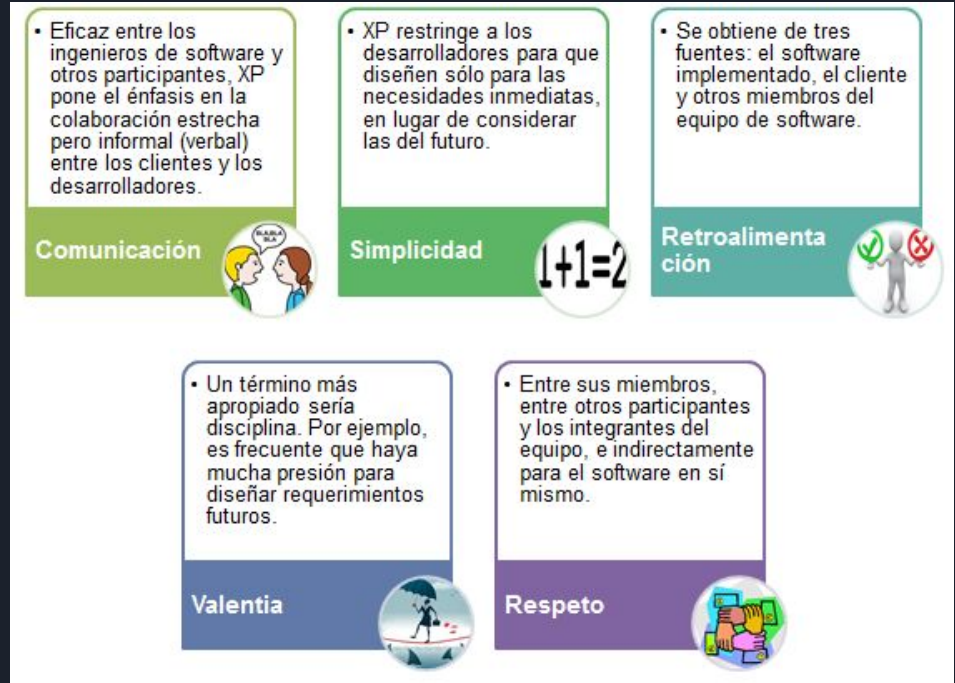 • Eficaz entre los
ingenieros de software y
otros participantes, XP
pone el énfasis en la
colaboración estrecha
pero informal (verbal)
entre los clientes y los
desarrolladores.
Comunicación
BLA BLA
BLA
• XP restringe a los
desarrolladores para que
diseñen sólo para las
necesidades inmediatas,
en lugar de considerar
las del futuro.
Simplicidad
1+1=2
• Se obtiene de tres
fuentes: el software
implementado, el cliente
y otros miembros del
equipo de software.
Retroalimenta
ción
• Un término más
apropiado sería
disciplina. Por ejemplo,
es frecuente que haya
mucha presión para
diseñar requerimientos
futuros.
Valentia
• Entre sus miembros,
entre otros participantes
y los integrantes del
equipo, e indirectamente
para el software en sí
mismo.
Respeto